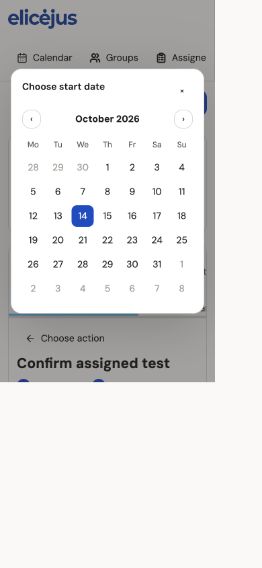 elicėjus
Calendar Groups Assigne
Choose start date
×
‹ October 2026 ›
Mo Tu We Th Fr Sa Su
28 29 30 1 2 3 4
5 6 7 8 9 10 11
12 13 14 15 16 17 18
19 20 21 22 23 24 25
26 27 28 29 30 31 1
2 3 4 5 6 7 8
← Choose action
Confirm assigned test